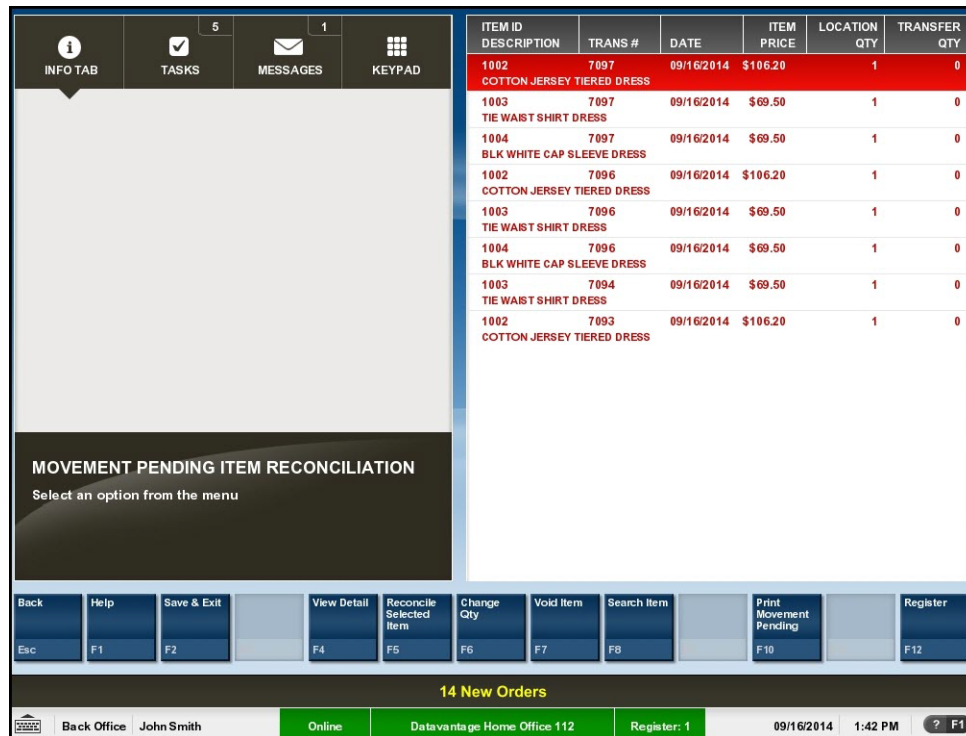 5
1
INFO TAB TASKS MESSAGES KEYPAD
ITEM ID ITEM LOCATION TRANSFER
DESCRIPTION TRANS # DATE PRICE QTY QTY
1002 7097 09/16/2014 $106.20 1 0
COTTON JERSEY TIERED DRESS
1003 7097 09/16/2014 $69.50 1 0
TIE WAIST SHIRT DRESS
1004 7097 09/16/2014 $69.50 1 0
BLK WHITE CAP SLEEVE DRESS
1002 7096 09/16/2014 $106.20 1 0
COTTON JERSEY TIERED DRESS
1003 7096 09/16/2014 $69.50 1 0
TIE WAIST SHIRT DRESS
1004 7096 09/16/2014 $69.50 1 0
BLK WHITE CAP SLEEVE DRESS
1003 7094 09/16/2014 $69.50 1 0
TIE WAIST SHIRT DRESS
1002 7093 09/16/2014 $106.20 1 0
COTTON JERSEY TIERED DRESS
MOVEMENT PENDING ITEM RECONCILIATION
Select an option from the menu
Back
Esc
Help
F1
Save & Exit
F2
View Detail
F4
Reconcile
Selected
Item
F5
Change
Qty
F6
Void Item
F7
Search Item
F8
Print
Movement
Pending
F10
Register
F12
14 New Orders
Back Office John Smith Online Datavantage Home Office 112 Register: 1 09/16/2014 1:42 PM ? F1